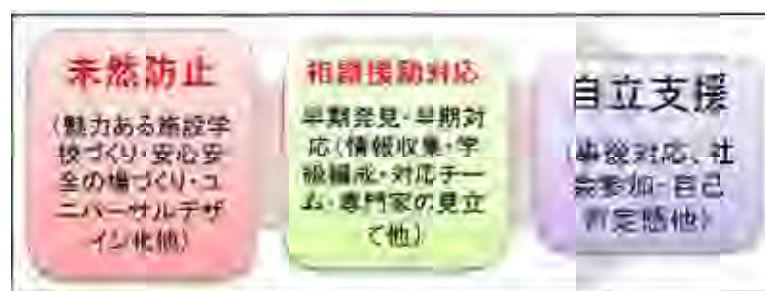 未然防止
(魅力ある施設学
校づくり・安心安
全の場づくり・ユ
ニバーサルデザ
イン化他)
初期援助対応
早期発見・早期対
応(情報収集・学
級編成・対応チー
ム・専門家の見立
て他)
自立支援
(事後対応、社
会参加・自己
肯定感他)